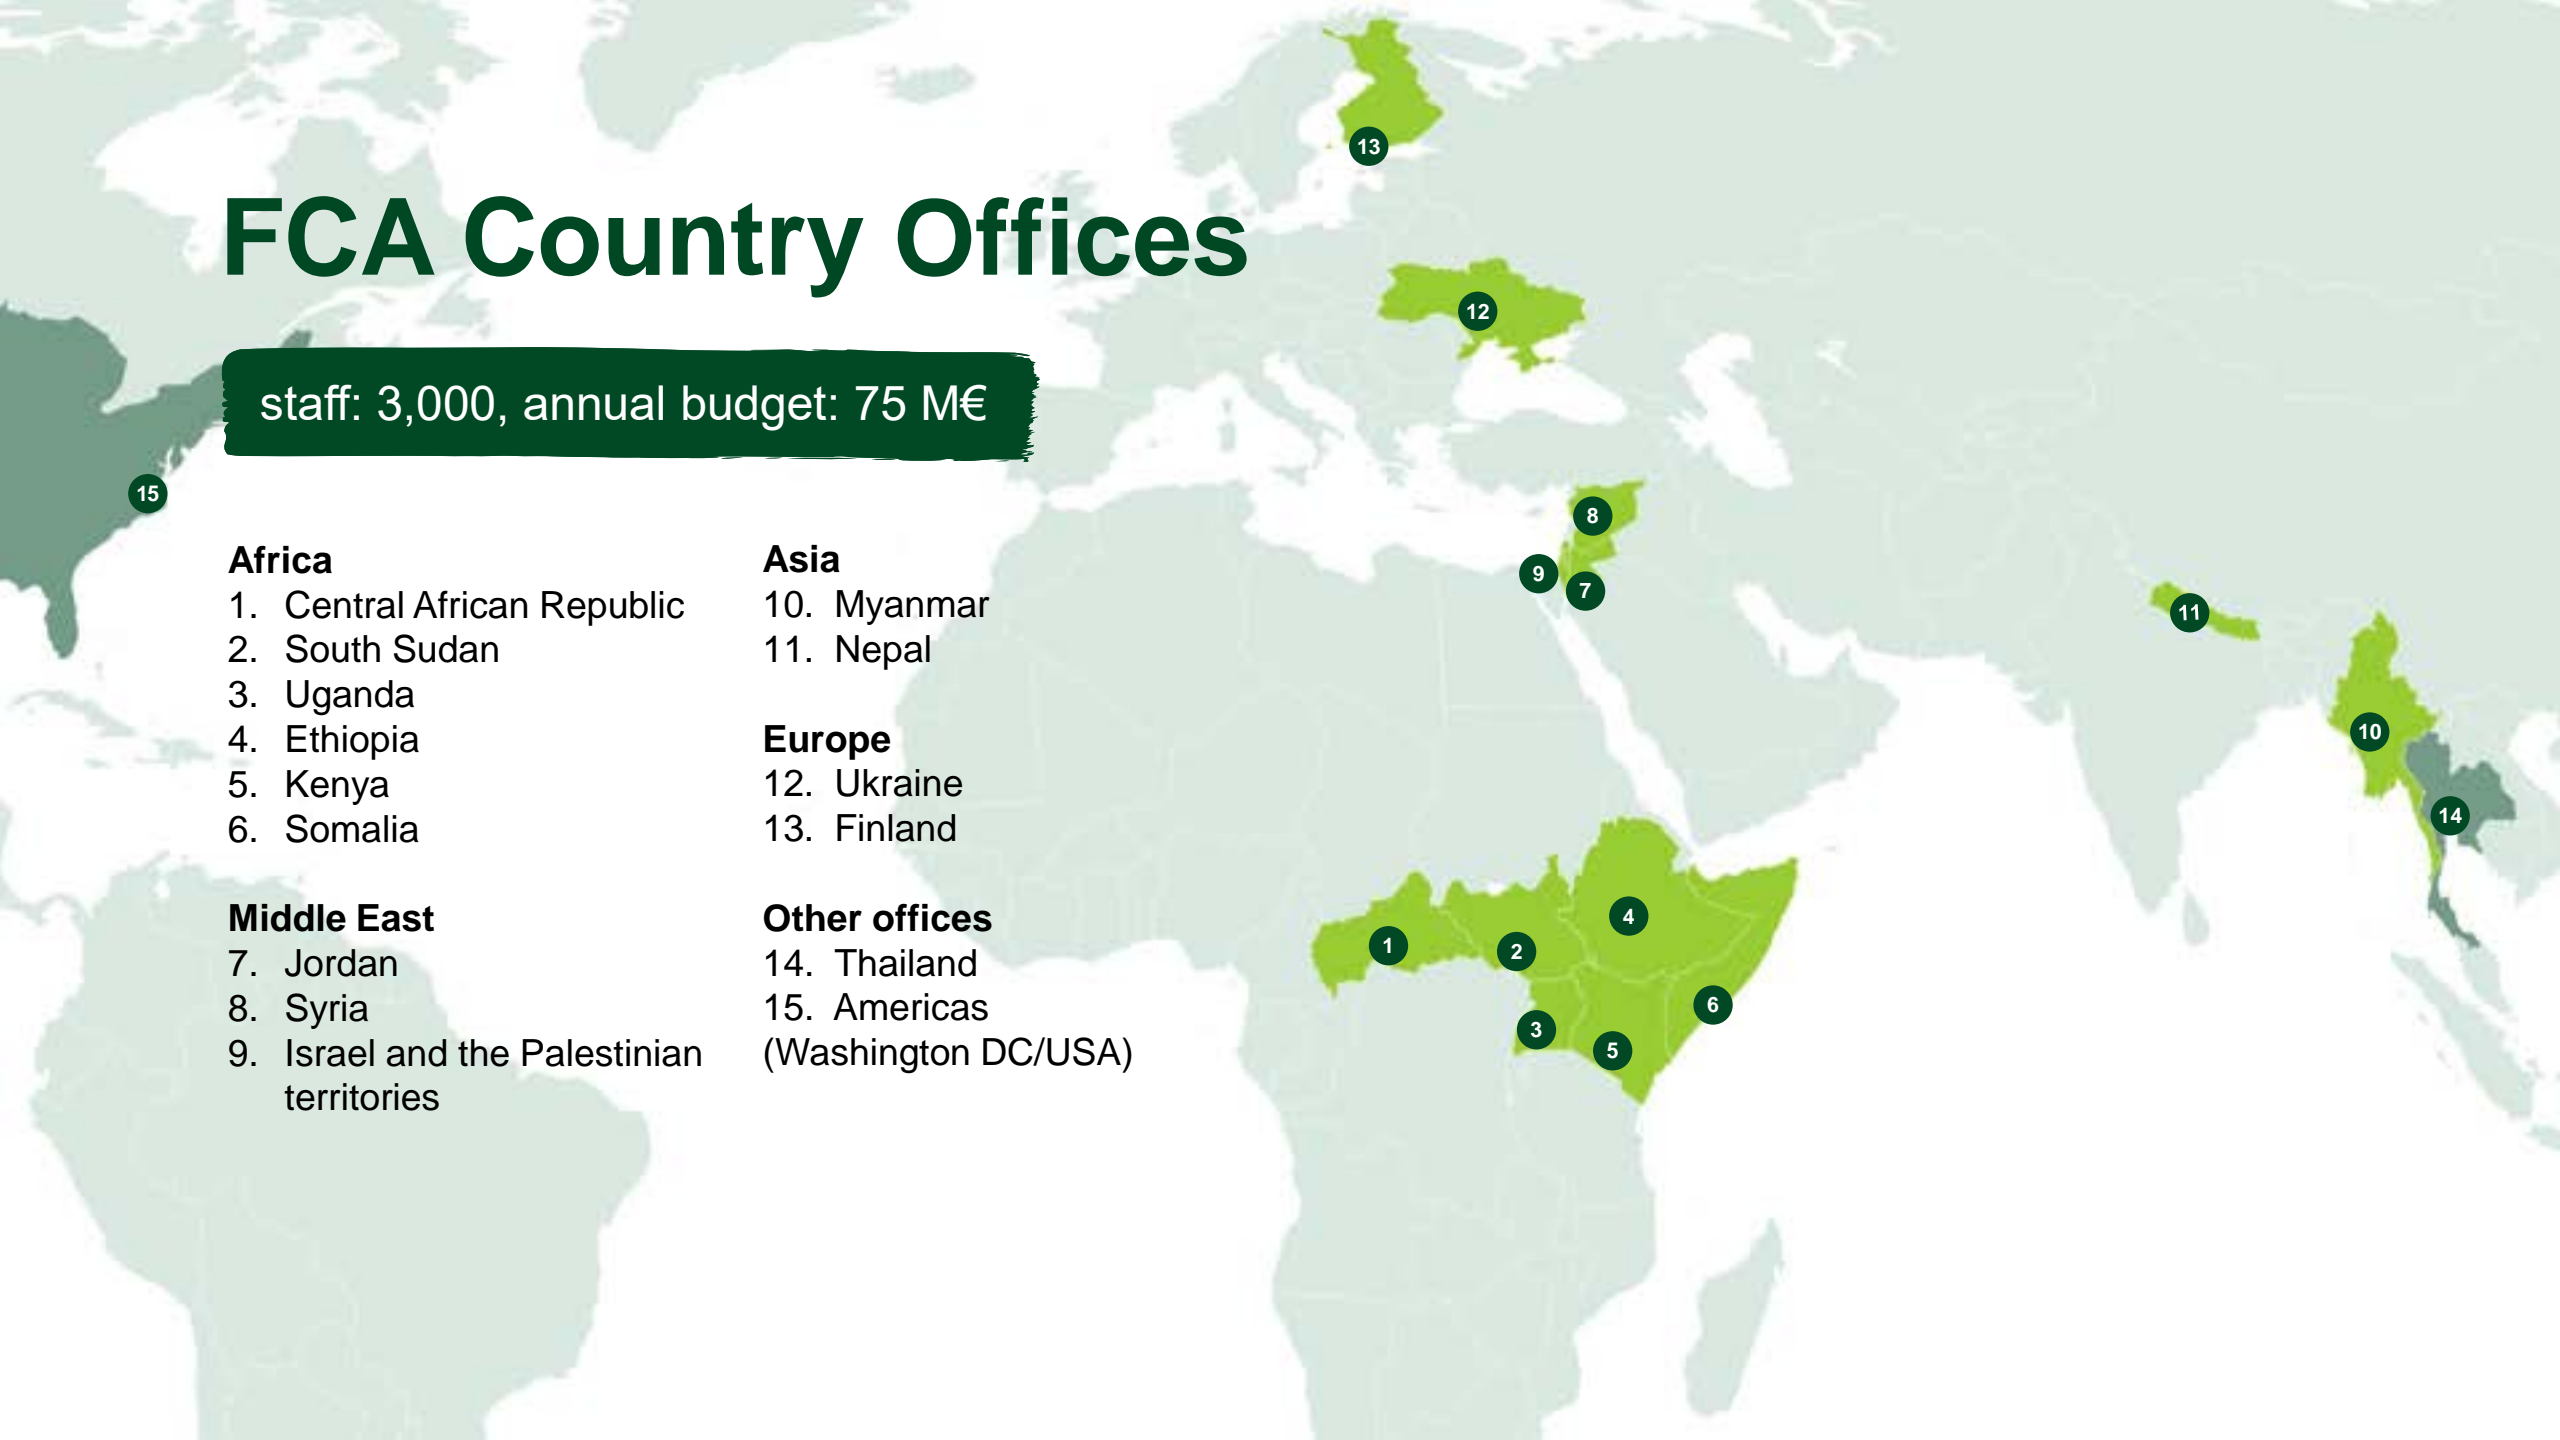 FCA Country Offices
staff: 3,000, annual budget: 75 M€
Africa
1. Central African Republic
2. South Sudan
3. Uganda
4. Ethiopia
5. Kenya
6. Somalia
Middle East
7. Jordan
8. Syria
9. Israel and the Palestinian
territories
Asia
10. Myanmar
11. Nepal
Europe
12. Ukraine
13. Finland
Other offices
14. Thailand
15. Americas
(Washington DC/USA)
13
12
15
8
9
7
11
10
14
4
1
2
6
3
5